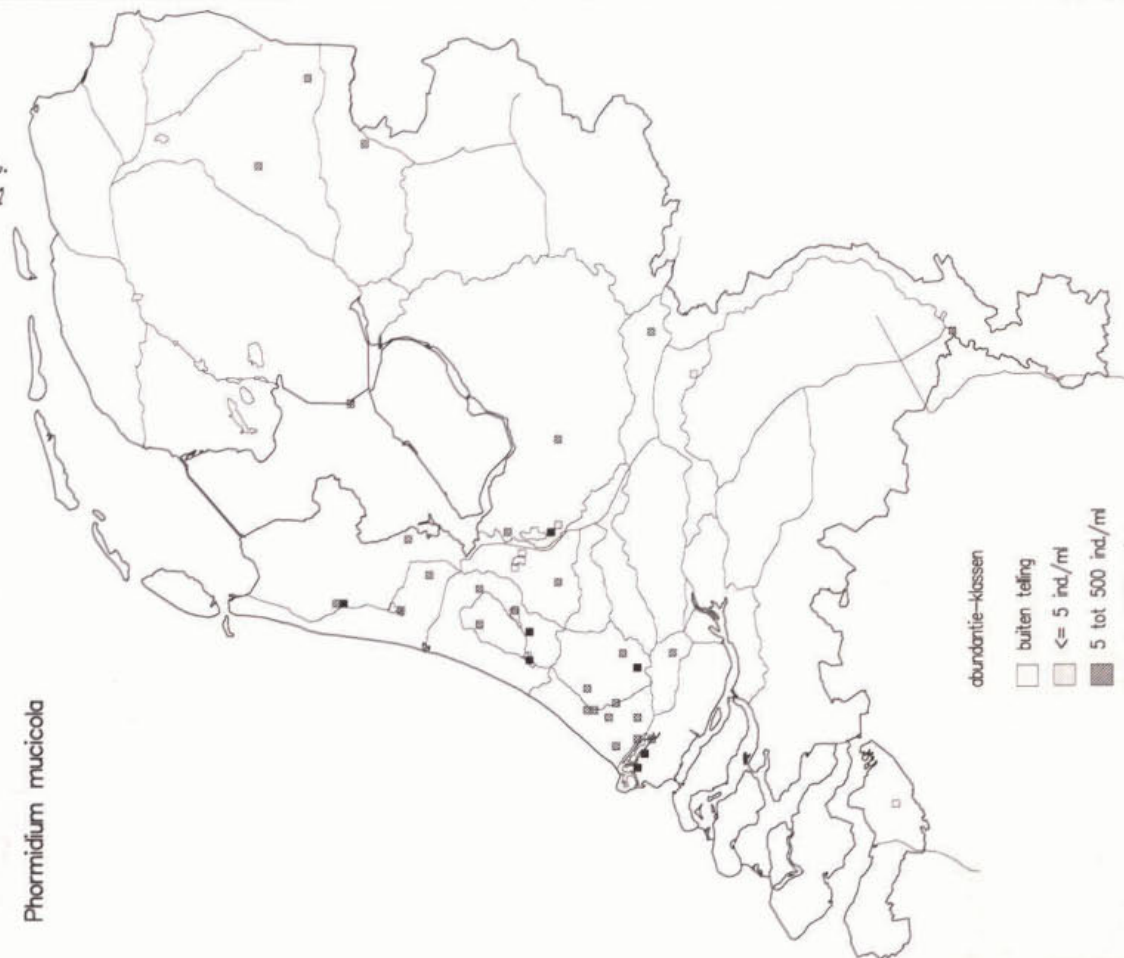 Phormidium mucicola
abundantie-klassen
buiten telling
<= 5 ind./ml
5 tot 500 ind./ml